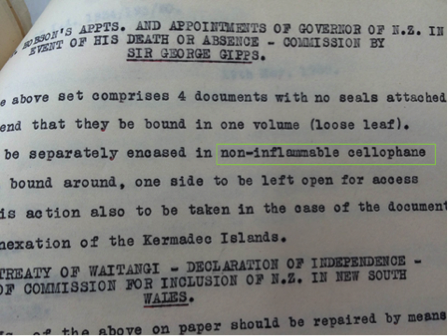 HOBSON'S APPTS. AND APPOINTMENTS OF GOVERNOR OF N.Z. IN
EVENT OF HIS DEATH OR ABSENCE - COMMISSION BY
SIR GEORGE GIPPS.
e above set comprises 4 documents with no seals attached
end that they be bound in one volume (loose leaf).
be separately encased in non-inflammable cellophane
bound around, one side to be left open for access
is action also to be taken in the case of the document
nexation of the Kermadec Islands.
TREATY OF WAITANGI - DECLARATION OF INDEPENDENCE -
OF COMMISSION FOR INCLUSION OF N.Z. IN NEW SOUTH
WALES.
of the above on paper should be repaired by means